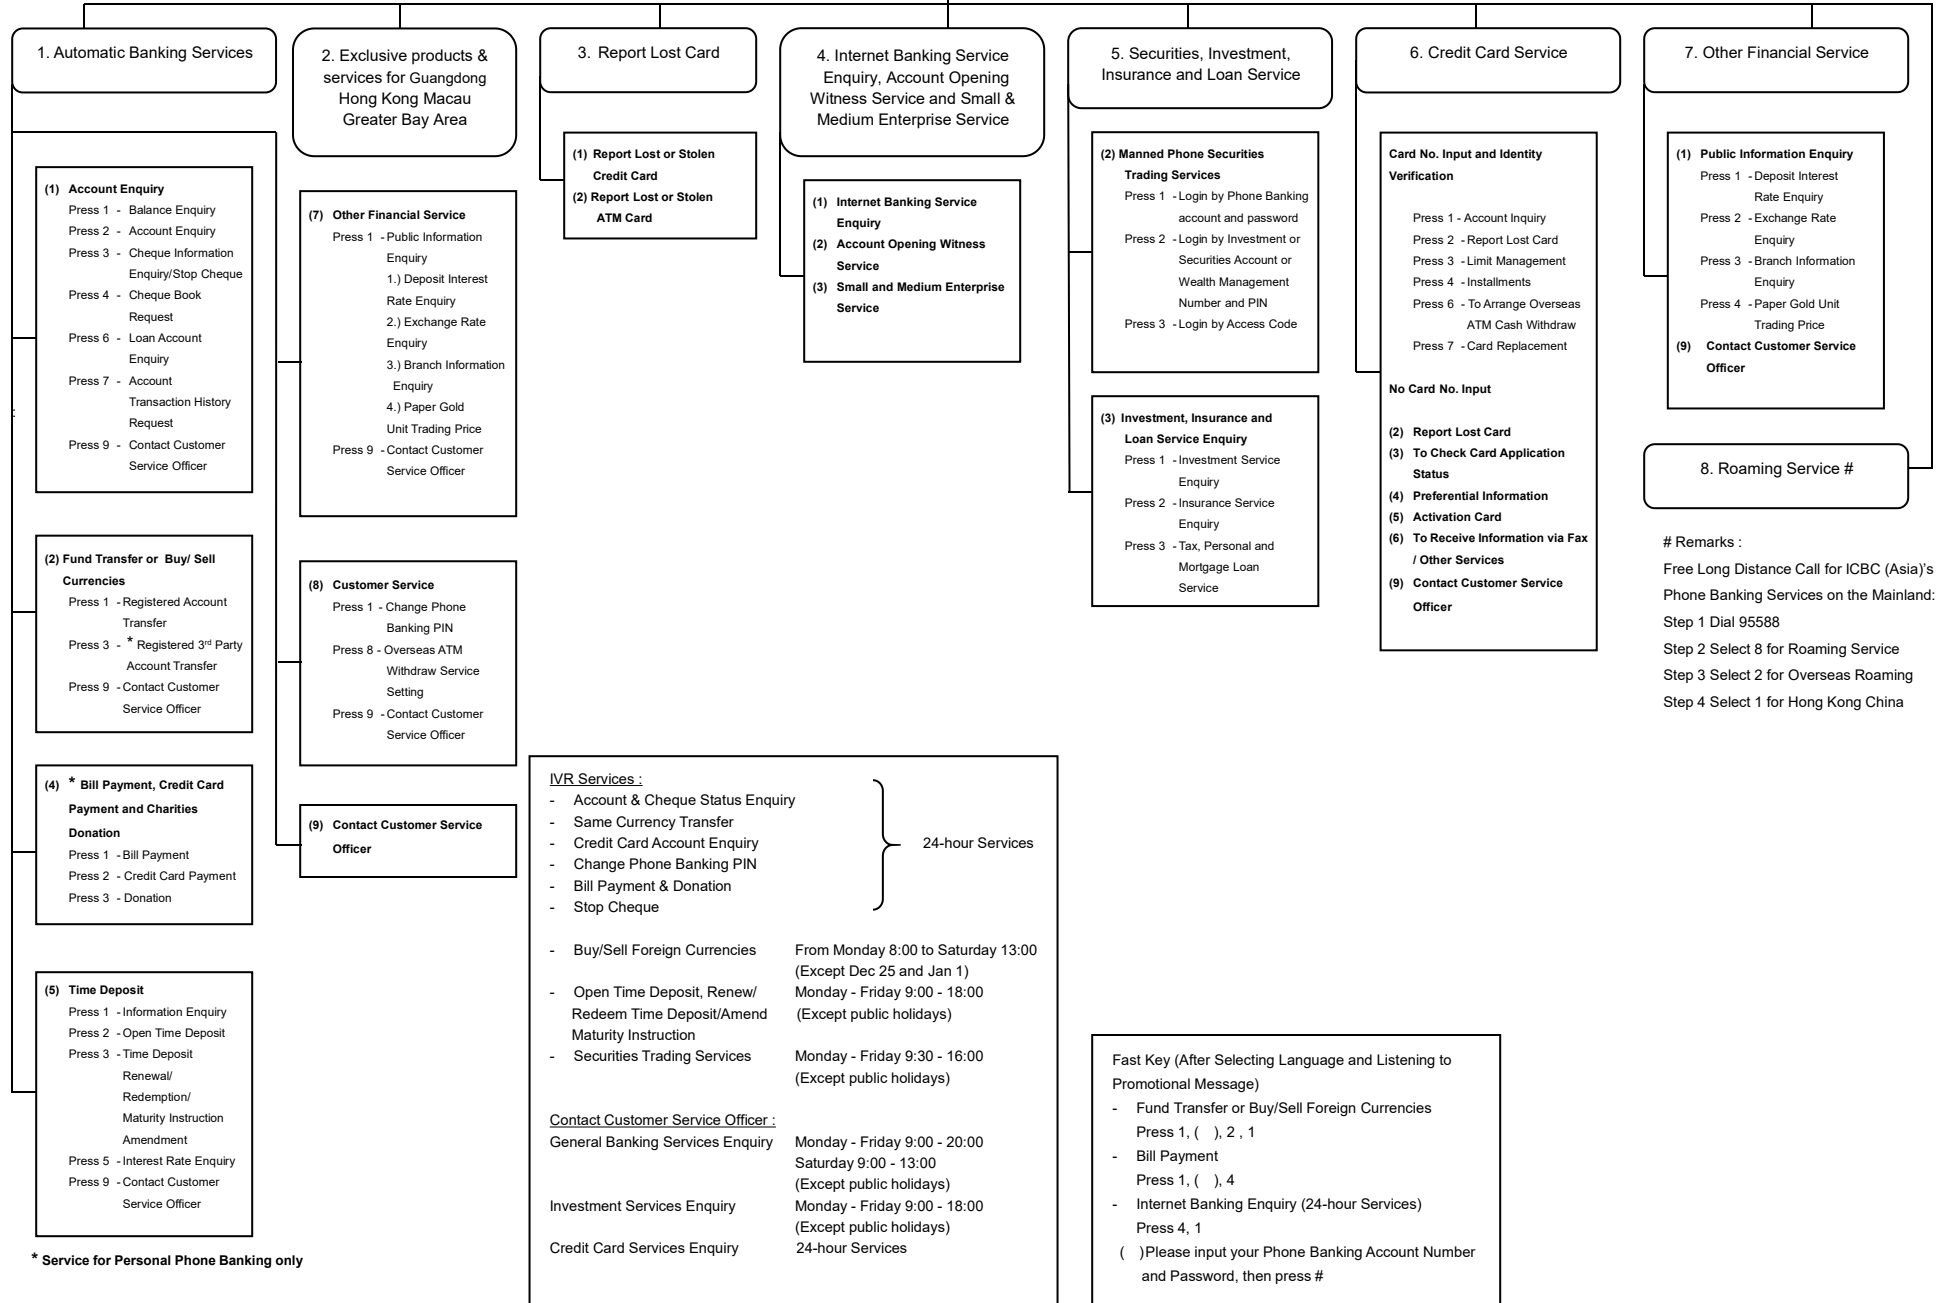 1. Automatic Banking Services
2. Exclusive products &
services for Guangdong
Hong Kong Macau
Greater Bay Area
3. Report Lost Card
4. Internet Banking Service
Enquiry, Account Opening
Witness Service and Small &
Medium Enterprise Service
5. Securities, Investment,
Insurance and Loan Service
6. Credit Card Service
7. Other Financial Service
(1) Account Enquiry
Press 1 - Balance Enquiry
Press 2 - Account Enquiry
Press 3 - Cheque Information
Enquiry/Stop Cheque
Press 4 - Cheque Book
Request
Press 6 - Loan Account
Enquiry
Press 7 - Account
Transaction History
Request
Press 9 - Contact Customer
Service Officer
:
(2) Fund Transfer or Buy/ Sell
Currencies
Press 1 - Registered Account
Transfer
Press 3 - * Registered 3rd Party
Account Transfer
Press 9 - Contact Customer
Service Officer
(4) * Bill Payment, Credit Card
Payment and Charities
Donation
Press 1 - Bill Payment
Press 2 - Credit Card Payment
Press 3 - Donation
(5) Time Deposit
Press 1 - Information Enquiry
Press 2 - Open Time Deposit
Press 3 - Time Deposit
Renewal/
Redemption/
Maturity Instruction
Amendment
Press 5 - Interest Rate Enquiry
Press 9 - Contact Customer
Service Officer
* Service for Personal Phone Banking only
(7) Other Financial Service
Press 1 - Public Information
Enquiry
1.) Deposit Interest
Rate Enquiry
2.) Exchange Rate
Enquiry
3.) Branch Information
Enquiry
4.) Paper Gold
Unit Trading Price
Press 9 - Contact Customer
Service Officer
(8) Customer Service
Press 1 - Change Phone
Banking PIN
Press 8 - Overseas ATM
Withdraw Service
Setting
Press 9 - Contact Customer
Service Officer
(9) Contact Customer Service
Officer
(1) Report Lost or Stolen
Credit Card
(2) Report Lost or Stolen
ATM Card
(1) Internet Banking Service
Enquiry
(2) Account Opening Witness
Service
(3) Small and Medium Enterprise
Service
(2) Manned Phone Securities
Trading Services
Press 1 - Login by Phone Banking
account and password
Press 2 - Login by Investment or
Securities Account or
Wealth Management
Number and PIN
Press 3 - Login by Access Code
(3) Investment, Insurance and
Loan Service Enquiry
Press 1 - Investment Service
Enquiry
Press 2 - Insurance Service
Enquiry
Press 3 - Tax, Personal and
Mortgage Loan
Service
Card No. Input and Identity
Verification
Press 1 - Account Inquiry
Press 2 - Report Lost Card
Press 3 - Limit Management
Press 4 - Installments
Press 6 - To Arrange Overseas
ATM Cash Withdraw
Press 7 - Card Replacement
No Card No. Input
(2) Report Lost Card
(3) To Check Card Application
Status
(4) Preferential Information
(5) Activation Card
(6) To Receive Information via Fax
/ Other Services
(9) Contact Customer Service
Officer
(1) Public Information Enquiry
Press 1 - Deposit Interest
Rate Enquiry
Press 2 - Exchange Rate
Enquiry
Press 3 - Branch Information
Enquiry
Press 4 - Paper Gold Unit
Trading Price
(9) Contact Customer Service
Officer
8. Roaming Service #
# Remarks :
Free Long Distance Call for ICBC (Asia)'s
Phone Banking Services on the Mainland:
Step 1 Dial 95588
Step 2 Select 8 for Roaming Service
Step 3 Select 2 for Overseas Roaming
Step 4 Select 1 for Hong Kong China
IVR Services :
- Account & Cheque Status Enquiry
- Same Currency Transfer
- Credit Card Account Enquiry 24-hour Services
- Change Phone Banking PIN
- Bill Payment & Donation
- Stop Cheque
- Buy/Sell Foreign Currencies From Monday 8:00 to Saturday 13:00
(Except Dec 25 and Jan 1)
- Open Time Deposit, Renew/ Monday - Friday 9:00 - 18:00
Redeem Time Deposit/Amend (Except public holidays)
Maturity Instruction
- Securities Trading Services Monday - Friday 9:30 - 16:00
(Except public holidays)
Contact Customer Service Officer :
General Banking Services Enquiry Monday - Friday 9:00 - 20:00
Saturday 9:00 - 13:00
(Except public holidays)
Investment Services Enquiry Monday - Friday 9:00 - 18:00
(Except public holidays)
Credit Card Services Enquiry 24-hour Services
Fast Key (After Selecting Language and Listening to
Promotional Message)
- Fund Transfer or Buy/Sell Foreign Currencies
Press 1, ( ), 2 , 1
- Bill Payment
Press 1, ( ), 4
- Internet Banking Enquiry (24-hour Services)
Press 4, 1
( )Please input your Phone Banking Account Number
and Password, then press #